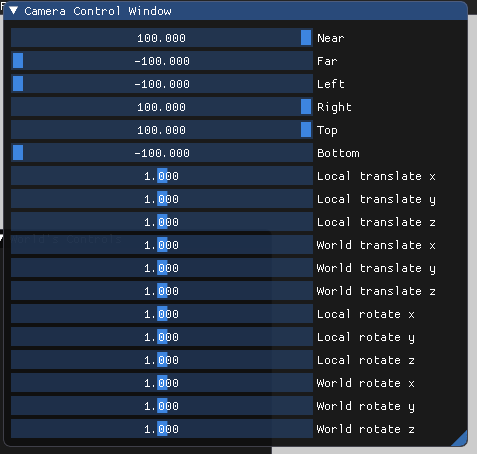 Camera Control Window
100.000 Near
-100.000 Far
-100.000 Left
100.000 Right
100.000 Top
-100.000 Bottom
1.000 Local translate x
1.000 Local translate y
1.000 Local translate z
1.000 World translate x
1.000 World translate y
1.000 World translate z
1.000 Local rotate x
1.000 Local rotate y
1.000 Local rotate z
1.000 World rotate x
1.000 World rotate y
1.000 World rotate z